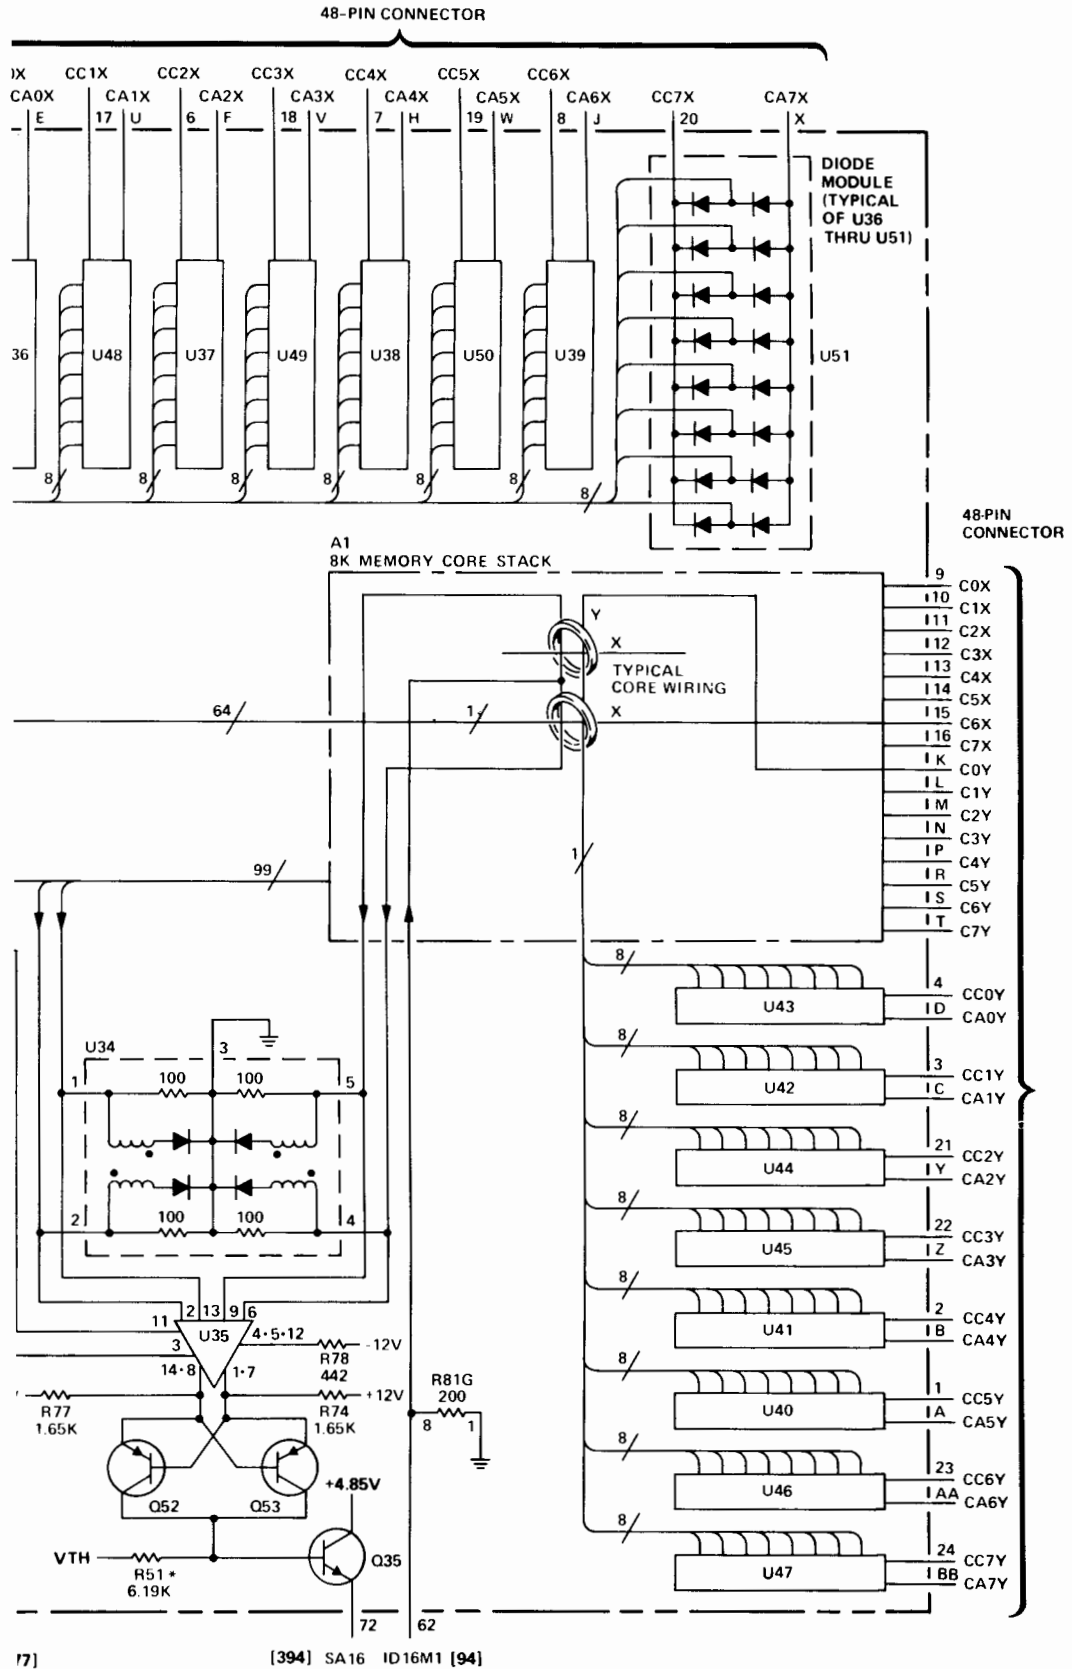 48-PIN CONNECTOR
CC1X CC2X CC3X CC4X CC5X CC6X
CA0X CA1X CA2X CA3X CA4X CA5X CA6X CC7X CA7X
E 17 U 6 F 18 V 7 H 19 W 8 J 20 X
DIODE
MODULE
(TYPICAL
OF U36
THRU U51)
36 U48 U37 U49 U38 U50 U39 U51
8 8 8 8 8 8 8
48-PIN
CONNECTOR
A1
8K MEMORY CORE STACK
Y
X
TYPICAL
CORE WIRING
X
64
1
9 C0X
10 C1X
11 C2X
12 C3X
13 C4X
14 C5X
15 C6X
16 C7X
K C0Y
L C1Y
M C2Y
N C3Y
P C4Y
R C5Y
S C6Y
T C7Y
1
99
8 U43 4 CC0Y
D CA0Y
8 U42 3 CC1Y
C CA1Y
8 U44 21 CC2Y
Y CA2Y
8 U45 22 CC3Y
Z CA3Y
8 U41 2 CC4Y
B CA4Y
8 U40 1 CC5Y
A CA5Y
8 U46 23 CC6Y
AA CA6Y
8 U47 24 CC7Y
BB CA7Y
U34 3
1 100 100 5
2 100 100 4
2 13 9 6
11 U35 4·5·12
3 -12V
R78
442
14·8 1·7
R77
1.65K
+12V
R74
1.65K
R81G
200
8 1
Q52 Q53
+4.85V
VTH
R51*
6.19K
Q35
72 62
[394] SA16 ID16M1 [94]